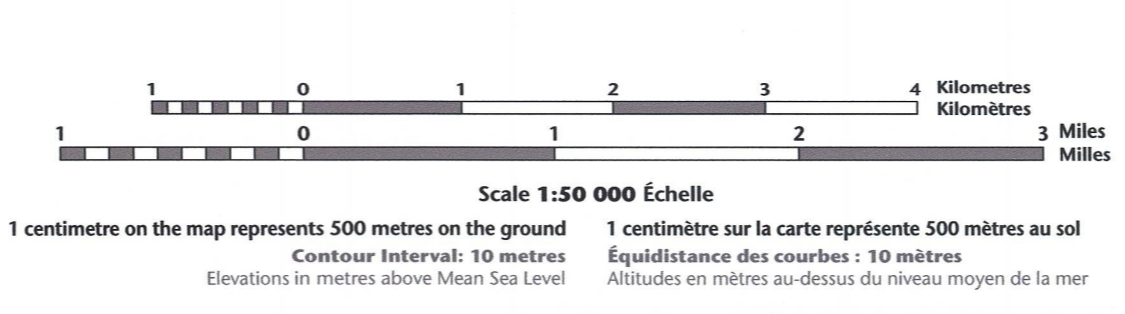 1 0 1 2 3 4 Kilometres
Kilomètres
1 0 1 2 3 Miles
Milles
Scale 1:50 000 Échelle
1 centimetre on the map represents 500 metres on the ground
Contour Interval: 10 metres
Elevations in metres above Mean Sea Level
1 centimètre sur la carte représente 500 mètres au sol
Équidistance des courbes : 10 mètres
Altitudes en mètres au-dessus du niveau moyen de la mer